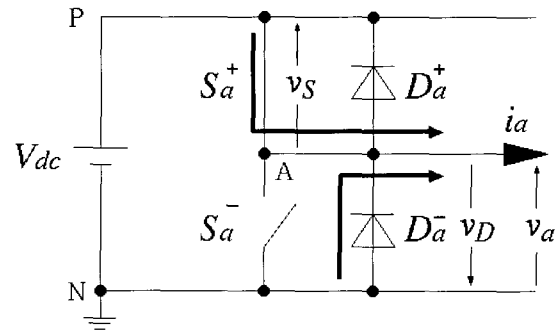 P
S_a^+
v_S
D_a^+
i_a
V_dc
A
S_a^-
D_a^-
v_D
v_a
N